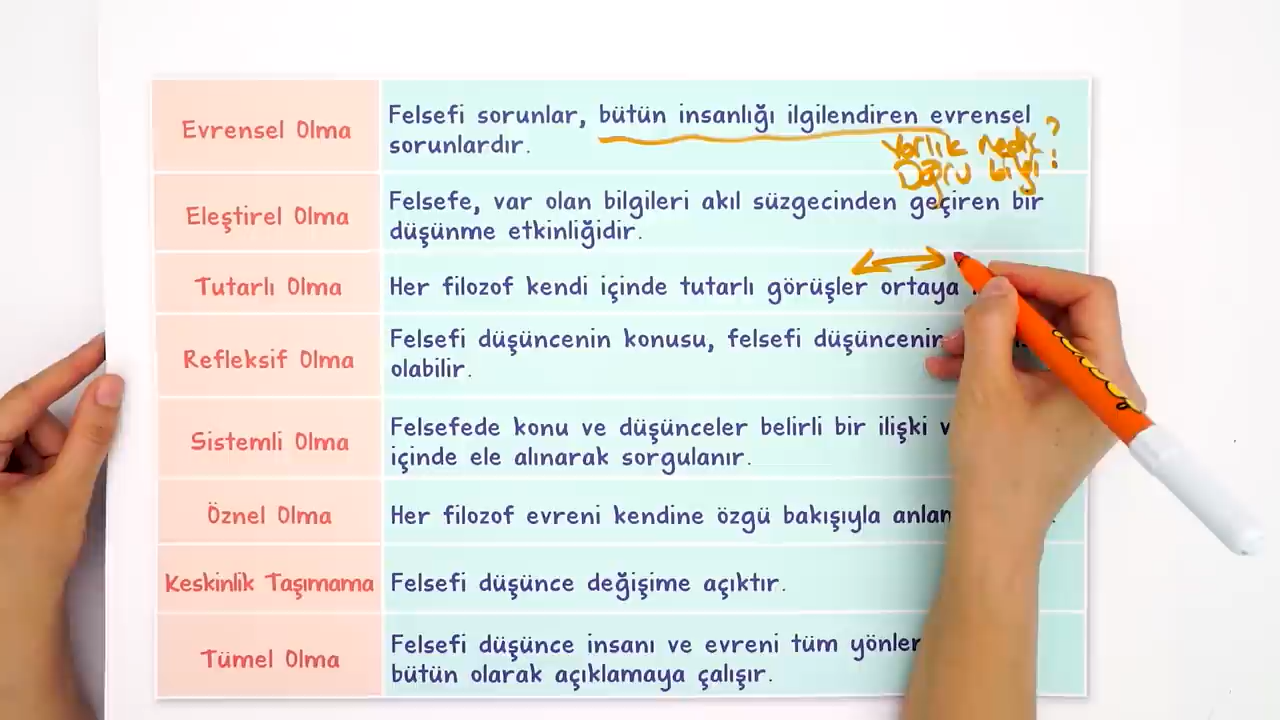 Evrensel Olma
Felsefi sorunlar, bütün insanlığı ilgilendiren evrensel
sorunlardır.
Varlık nedir?
Doğru bilgi
Eleştirel Olma
Felsefe, var olan bilgileri akıl süzgecinden geçiren bir
düşünme etkinliğidir.
Tutarlı Olma
Her filozof kendi içinde tutarlı görüşler ortaya
Refleksif Olma
Felsefi düşüncenin konusu, felsefi düşüncenin
olabilir.
Sistemli Olma
Felsefede konu ve düşünceler belirli bir ilişki
içinde ele alınarak sorgulanır.
Öznel Olma
Her filozof evreni kendine özgü bakışıyla
Keskinlik Taşımama
Felsefi düşünce değişime açıktır.
Tümel Olma
Felsefi düşünce insanı ve evreni tüm
bütün olarak açıklamaya çalışır.